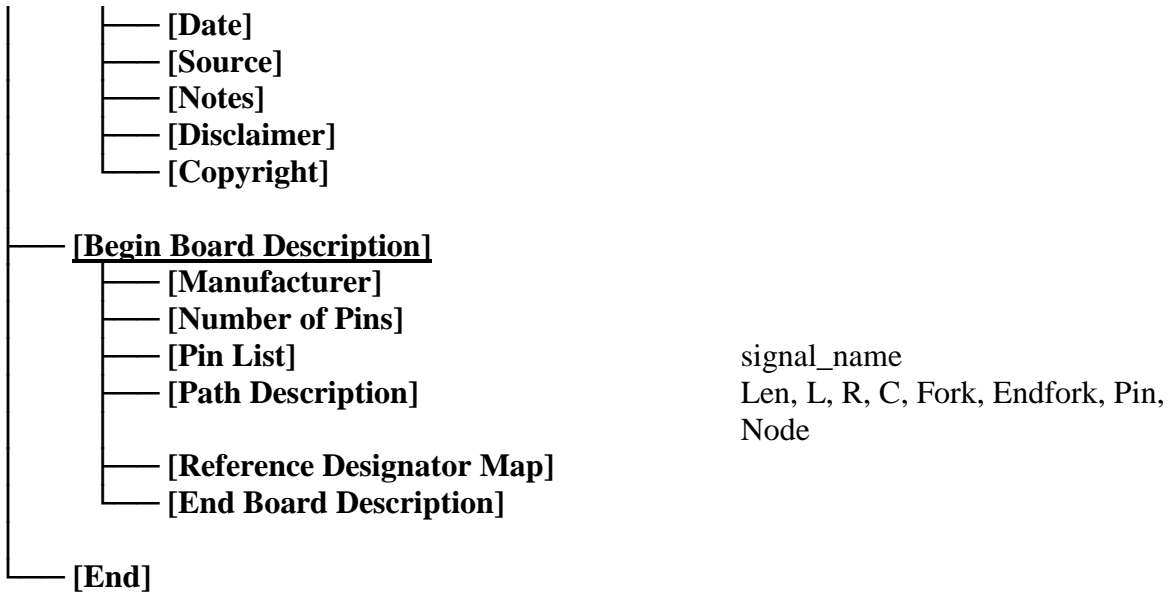 [Date]
[Source]
[Notes]
[Disclaimer]
[Copyright]
[Begin Board Description]
[Manufacturer]
[Number of Pins]
[Pin List] signal_name
[Path Description] Len, L, R, C, Fork, Endfork, Pin,
Node
[Reference Designator Map]
[End Board Description]
[End]